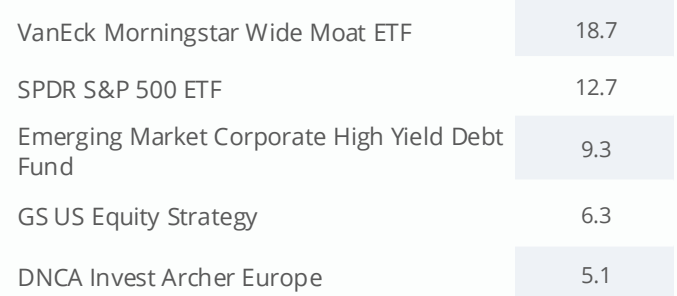 VanEck Morningstar Wide Moat ETF 18.7
SPDR S&P 500 ETF 12.7
Emerging Market Corporate High Yield Debt
Fund 9.3
GS US Equity Strategy 6.3
DNCA Invest Archer Europe 5.1